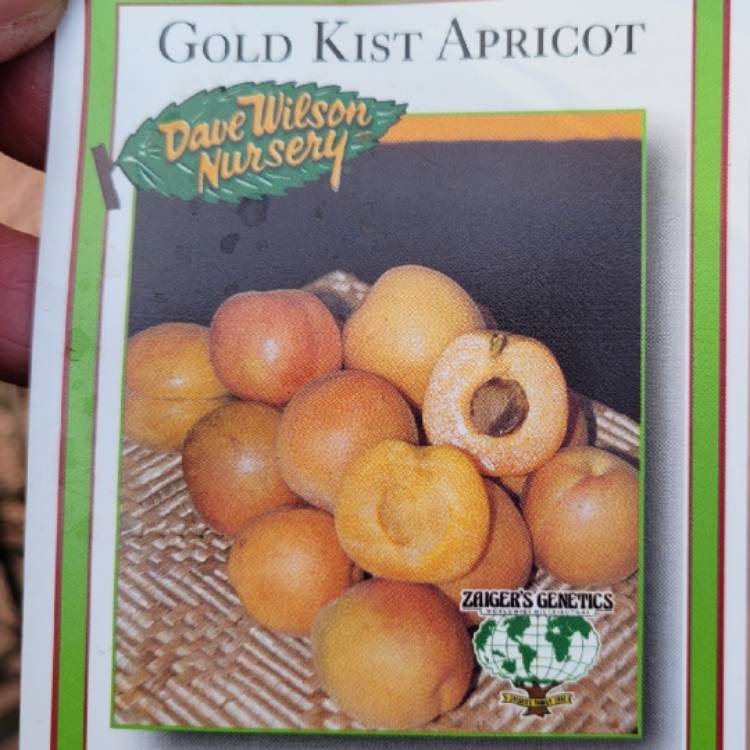 GOLD KIST APRICOT
Dave Wilson
Nursery
ZAIGER'S GENETICS